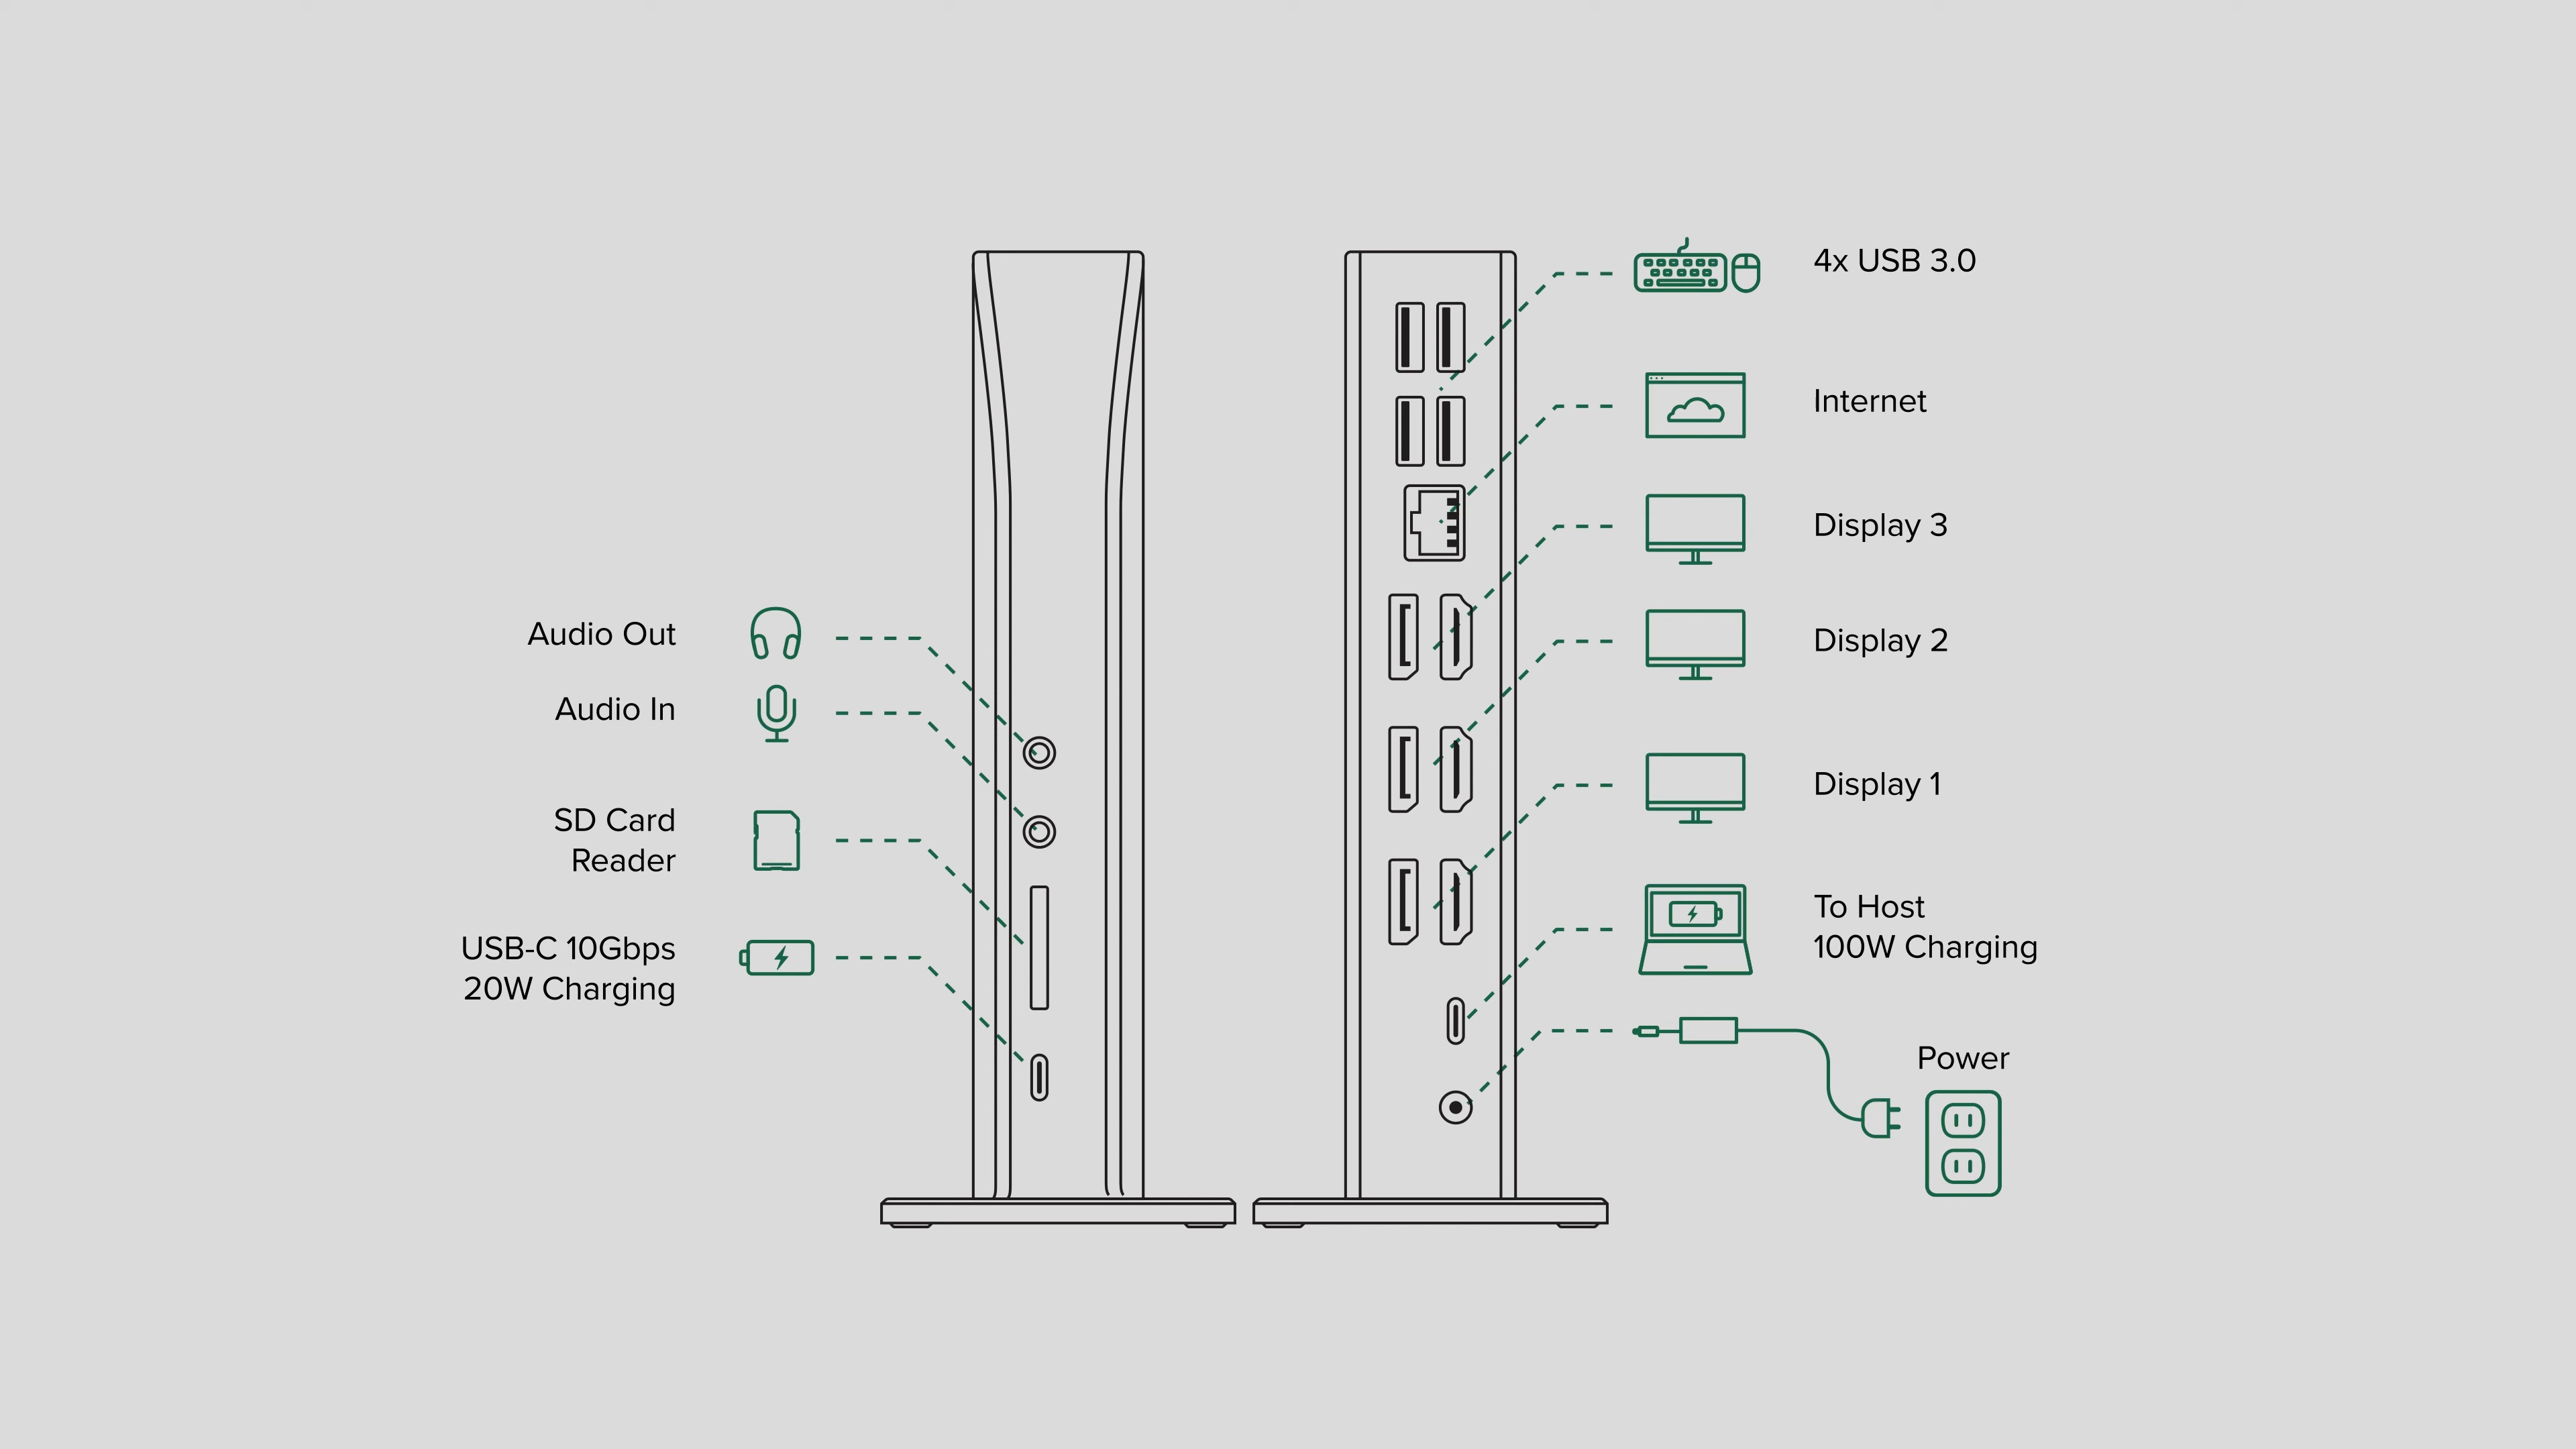 Audio Out
Audio In
SD Card
Reader
USB-C 10Gbps
20W Charging
4x USB 3.0
Internet
Display 3
Display 2
Display 1
To Host
100W Charging
Power